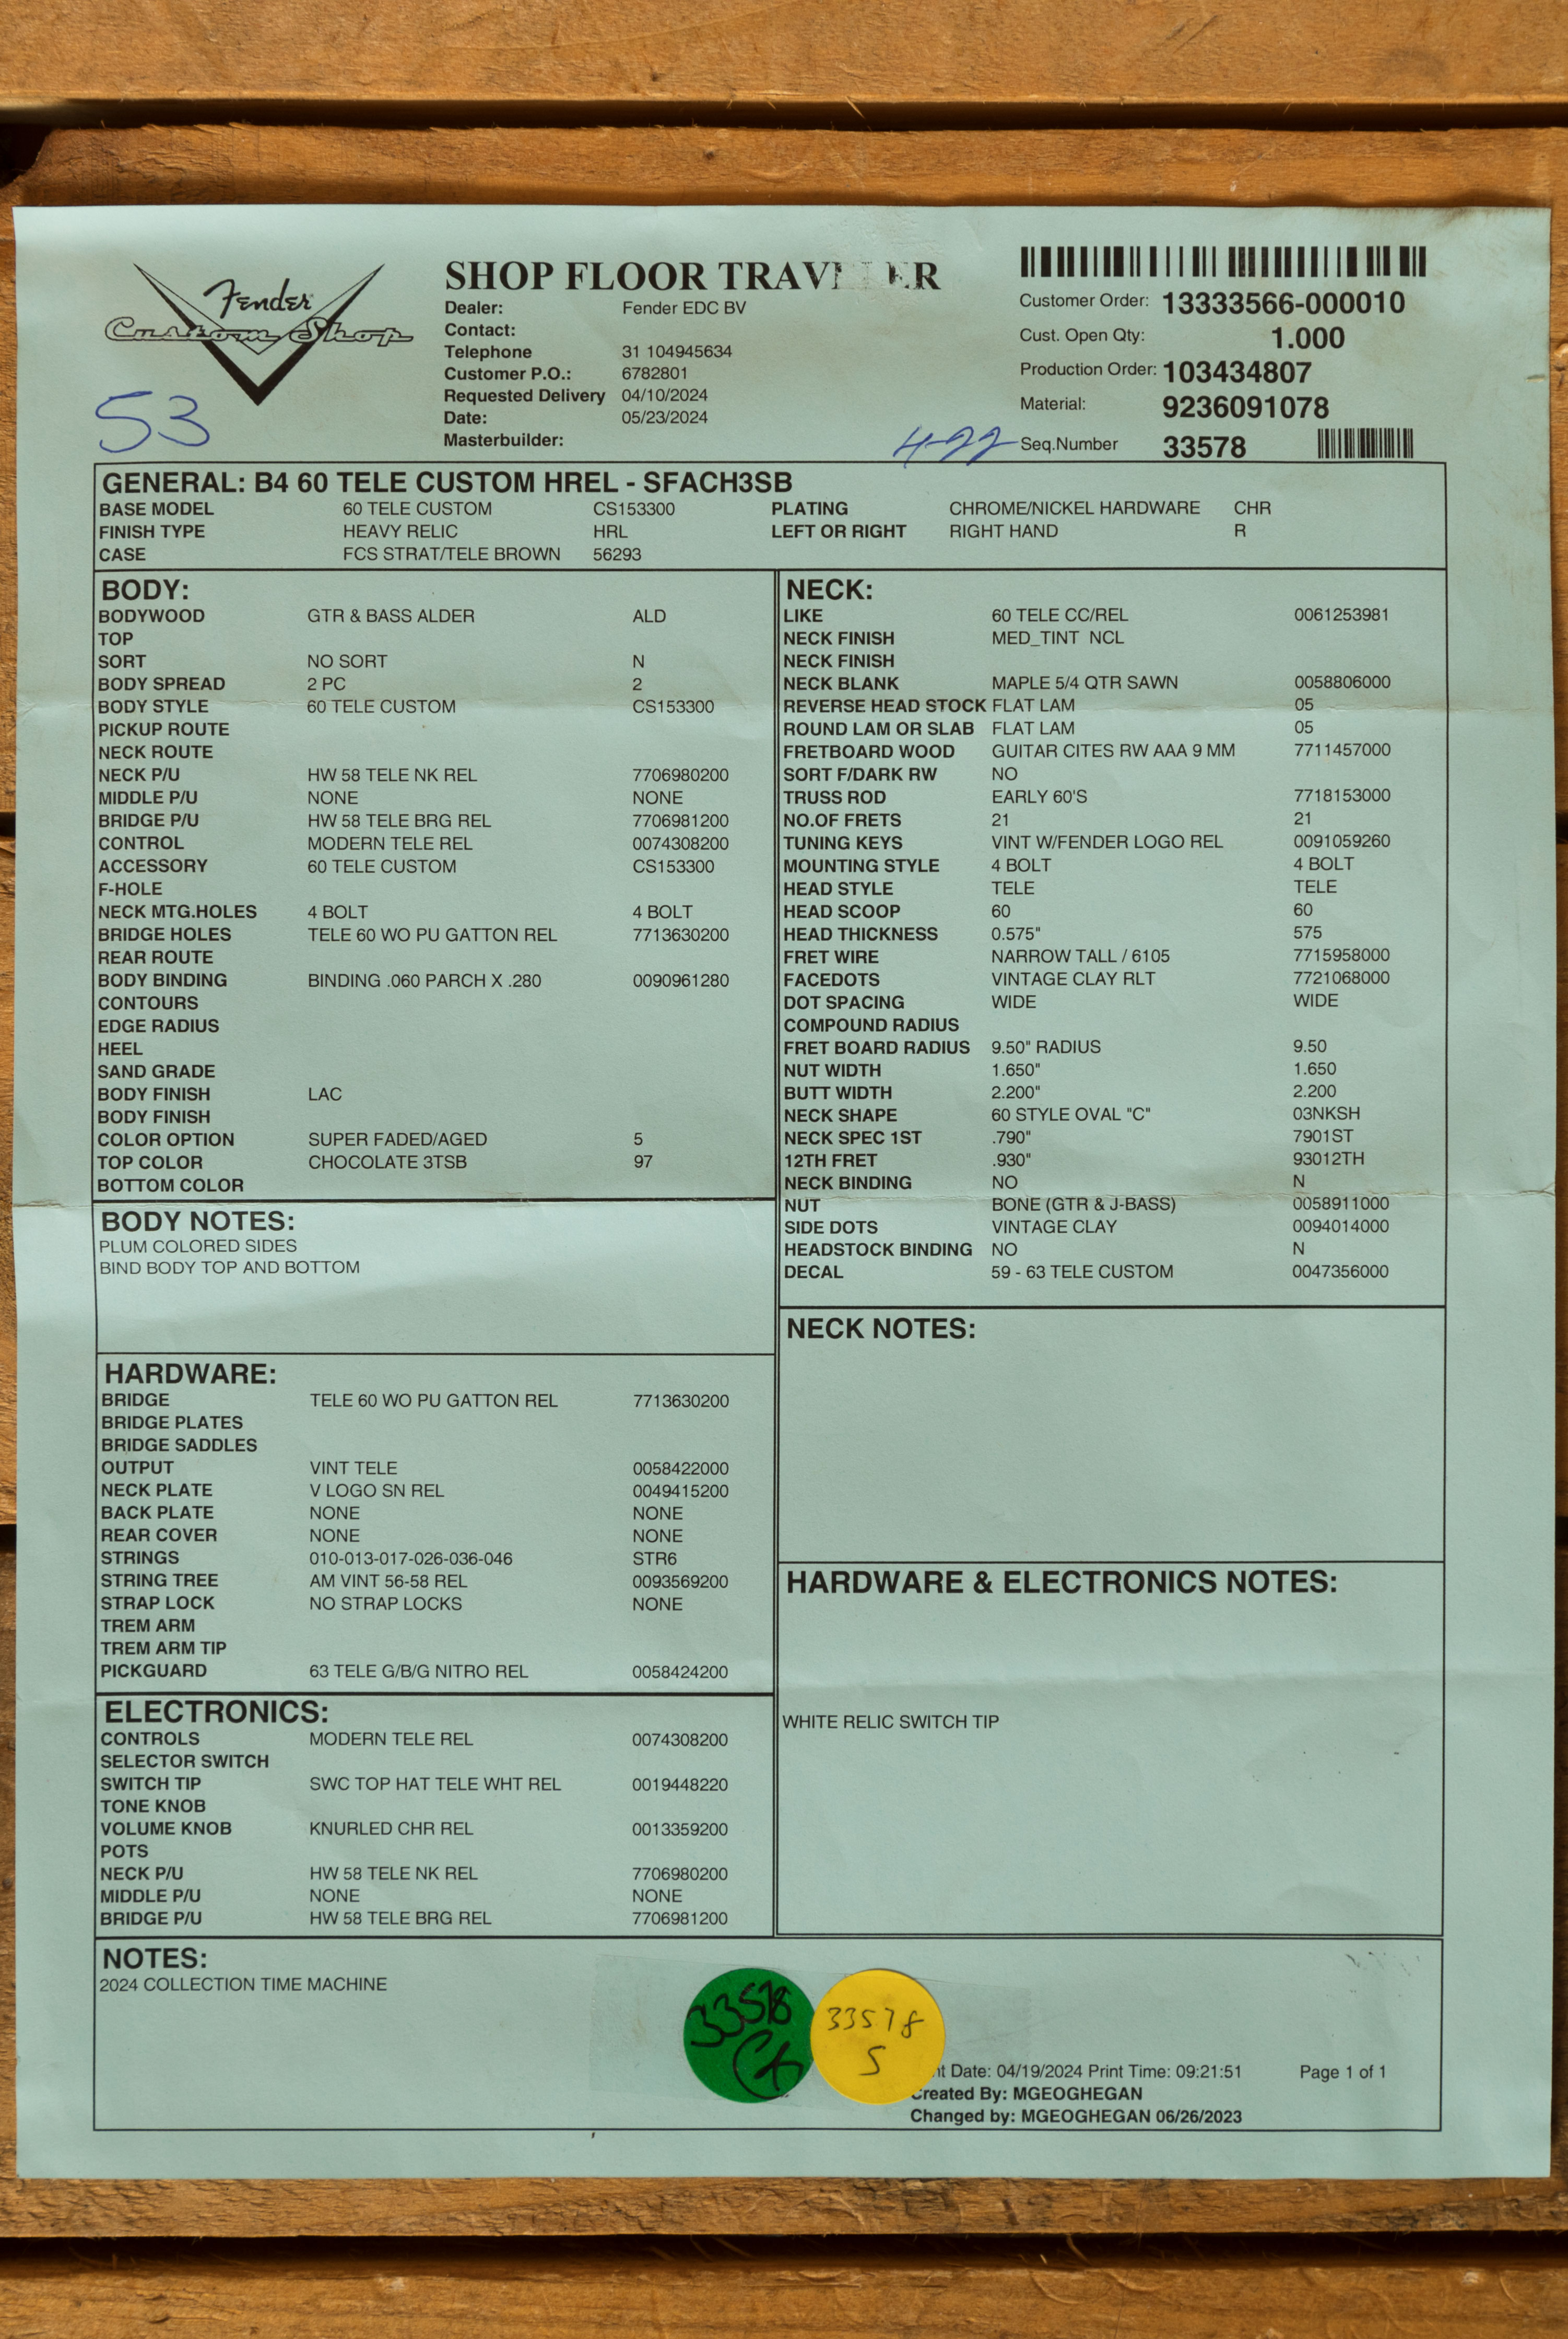 Fender
Custom Shop
53
SHOP FLOOR TRAVELER
Dealer: Fender EDC BV
Contact:
Telephone 31 104945634
Customer P.O.: 6782801
Requested Delivery 04/10/2024
Date: 05/23/2024
Masterbuilder:
Customer Order: 13333566-000010
Cust. Open Qty: 1.000
Production Order: 103434807
Material: 9236091078
4-22 Seq.Number 33578
GENERAL: B4 60 TELE CUSTOM HREL - SFACH3SB
BASE MODEL 60 TELE CUSTOM CS153300 PLATING CHROME/NICKEL HARDWARE CHR
FINISH TYPE HEAVY RELIC HRL LEFT OR RIGHT RIGHT HAND R
CASE FCS STRAT/TELE BROWN 56293
BODY:
BODYWOOD GTR & BASS ALDER ALD
TOP
SORT NO SORT N
BODY SPREAD 2 PC 2
BODY STYLE 60 TELE CUSTOM CS153300
PICKUP ROUTE
NECK ROUTE
NECK P/U HW 58 TELE NK REL 7706980200
MIDDLE P/U NONE NONE
BRIDGE P/U HW 58 TELE BRG REL 7706981200
CONTROL MODERN TELE REL 0074308200
ACCESSORY 60 TELE CUSTOM CS153300
F-HOLE
NECK MTG.HOLES 4 BOLT 4 BOLT
BRIDGE HOLES TELE 60 WO PU GATTON REL 7713630200
REAR ROUTE
BODY BINDING BINDING .060 PARCH X .280 0090961280
CONTOURS
EDGE RADIUS
HEEL
SAND GRADE
BODY FINISH LAC
BODY FINISH
COLOR OPTION SUPER FADED/AGED 5
TOP COLOR CHOCOLATE 3TSB 97
BOTTOM COLOR
BODY NOTES:
PLUM COLORED SIDES
BIND BODY TOP AND BOTTOM
HARDWARE:
BRIDGE TELE 60 WO PU GATTON REL 7713630200
BRIDGE PLATES
BRIDGE SADDLES
OUTPUT VINT TELE 0058422000
NECK PLATE V LOGO SN REL 0049415200
BACK PLATE NONE NONE
REAR COVER NONE NONE
STRINGS 010-013-017-026-036-046 STR6
STRING TREE AM VINT 56-58 REL 0093569200
STRAP LOCK NO STRAP LOCKS NONE
TREM ARM
TREM ARM TIP
PICKGUARD 63 TELE G/B/G NITRO REL 0058424200
ELECTRONICS:
CONTROLS MODERN TELE REL 0074308200
SELECTOR SWITCH
SWITCH TIP SWC TOP HAT TELE WHT REL 0019448220
TONE KNOB
VOLUME KNOB KNURLED CHR REL 0013359200
POTS
NECK P/U HW 58 TELE NK REL 7706980200
MIDDLE P/U NONE NONE
BRIDGE P/U HW 58 TELE BRG REL 7706981200
NECK:
LIKE 60 TELE CC/REL 0061253981
NECK FINISH MED_TINT NCL
NECK FINISH
NECK BLANK MAPLE 5/4 QTR SAWN 0058806000
REVERSE HEAD STOCK FLAT LAM 05
ROUND LAM OR SLAB FLAT LAM 05
FRETBOARD WOOD GUITAR CITES RW AAA 9 MM 7711457000
SORT F/DARK RW NO
TRUSS ROD EARLY 60'S 7718153000
NO.OF FRETS 21 21
TUNING KEYS VINT W/FENDER LOGO REL 0091059260
MOUNTING STYLE 4 BOLT 4 BOLT
HEAD STYLE TELE TELE
HEAD SCOOP 60 60
HEAD THICKNESS 0.575" 575
FRET WIRE NARROW TALL / 6105 7715958000
FACEDOTS VINTAGE CLAY RLT 7721068000
DOT SPACING WIDE WIDE
COMPOUND RADIUS
FRET BOARD RADIUS 9.50" RADIUS 9.50
NUT WIDTH 1.650" 1.650
BUTT WIDTH 2.200" 2.200
NECK SHAPE 60 STYLE OVAL "C" 03NKSH
NECK SPEC 1ST .790" 7901ST
12TH FRET .930" 93012TH
NECK BINDING NO N
NUT BONE (GTR & J-BASS) 0058911000
SIDE DOTS VINTAGE CLAY 0094014000
HEADSTOCK BINDING NO N
DECAL 59 - 63 TELE CUSTOM 0047356000
NECK NOTES:
HARDWARE & ELECTRONICS NOTES:
WHITE RELIC SWITCH TIP
NOTES:
2024 COLLECTION TIME MACHINE
33578
33578
S
Date: 04/19/2024 Print Time: 09:21:51 Page 1 of 1
Created By: MGEOGHEGAN
Changed by: MGEOGHEGAN 06/26/2023